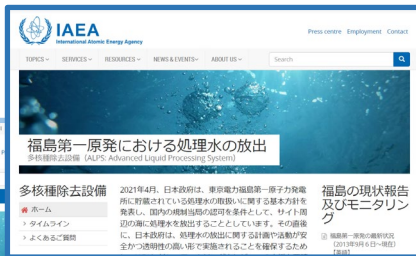 IAEA
International Atomic Energy Agency
Press centre Employment Contact
TOPICS
SERVICES
RESOURCES
NEWS & EVENTS
ABOUT US
Search
福島第一原発における処理水の放出
多核種除去設備 (ALPS: Advanced Liquid Processing System)
多核種除去設備
ホーム
> タイムライン
> よくあるご質問
2021年4月、日本政府は、東京電力福島第一原子力発電
所に貯蔵されている処理水の取扱いに関する基本方針を
発表し、国内の規制当局の認可を条件として、サイト周
辺の海に処理水を放出することとしています。その直後
に、日本政府は、処理水の放出に関する計画や活動が安
全かつ透明性の高い形で実施されることを確保するため
福島の現状報告
及びモニタリン
グ
福島第一原発の最新状況
(2013年9月6日~現在)
【英語】